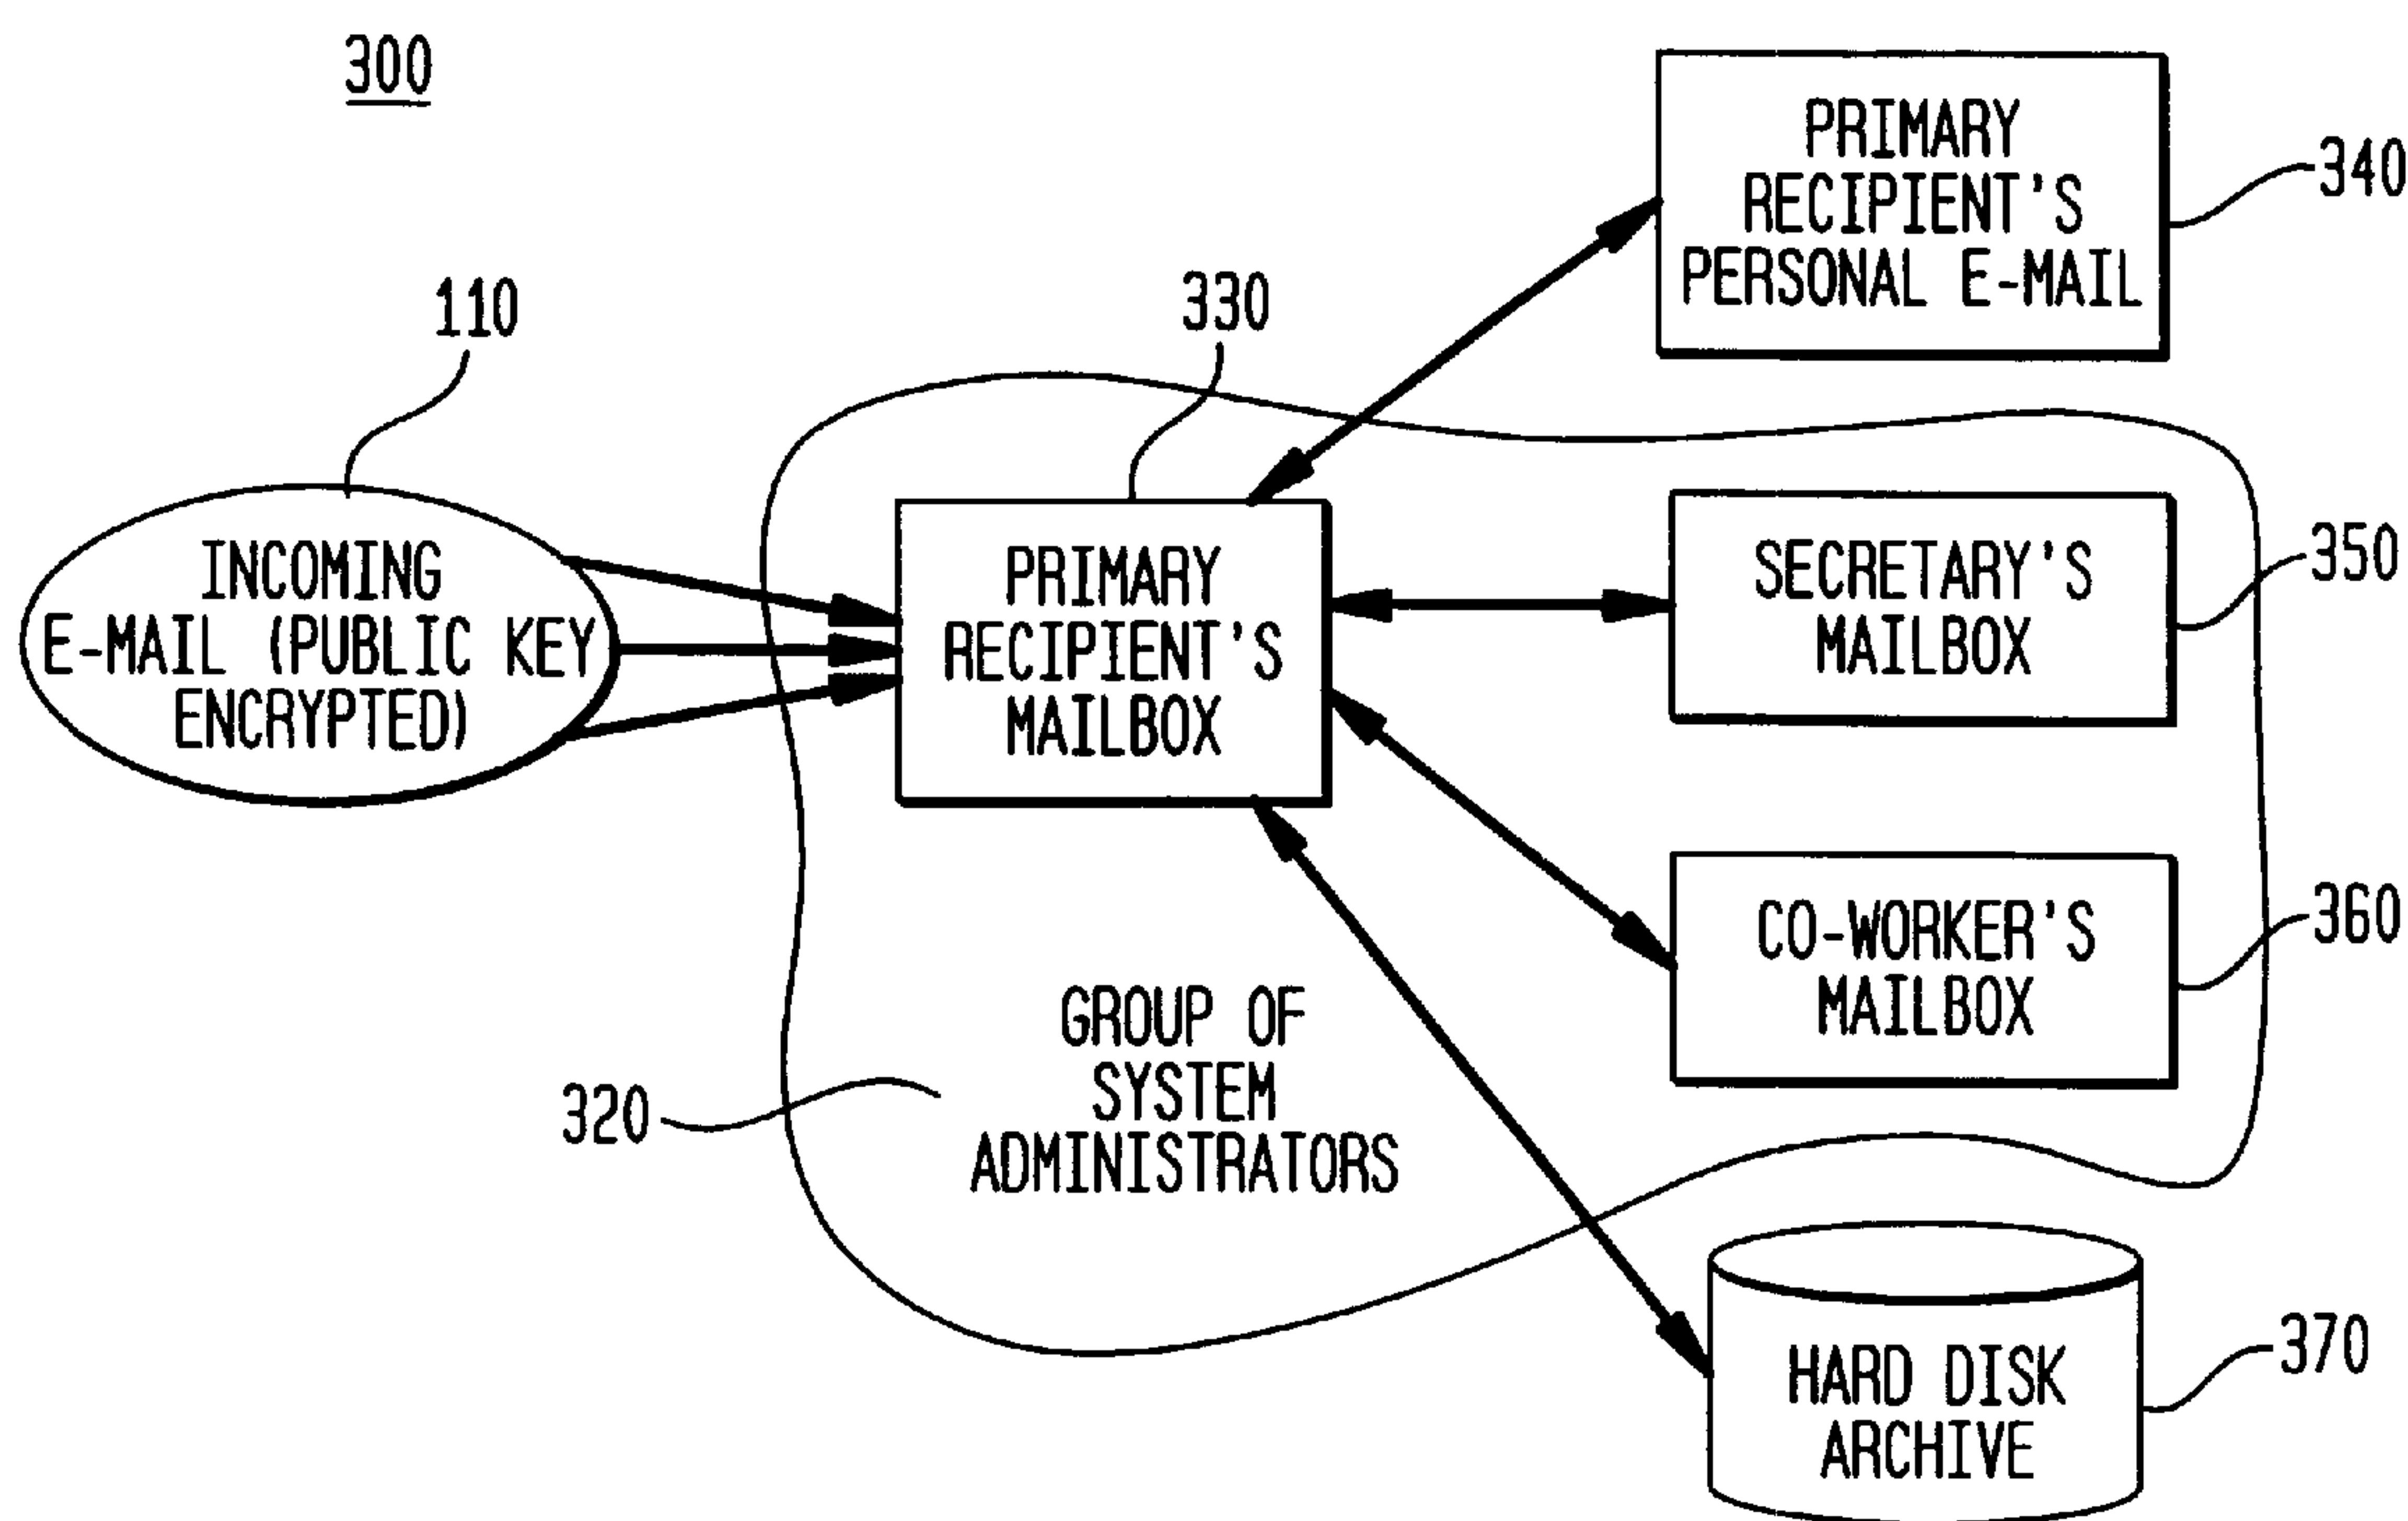 300
PRIMARY
RECIPIENT'S
PERSONAL E-MAIL
340
110
330
INCOMING
E-MAIL (PUBLIC KEY
ENCRYPTED)
PRIMARY
RECIPIENT'S
MAILBOX
SECRETARY'S
MAILBOX
350
CO-WORKER'S
MAILBOX
360
320
GROUP OF
SYSTEM
ADMINISTRATORS
HARD DISK
ARCHIVE
370